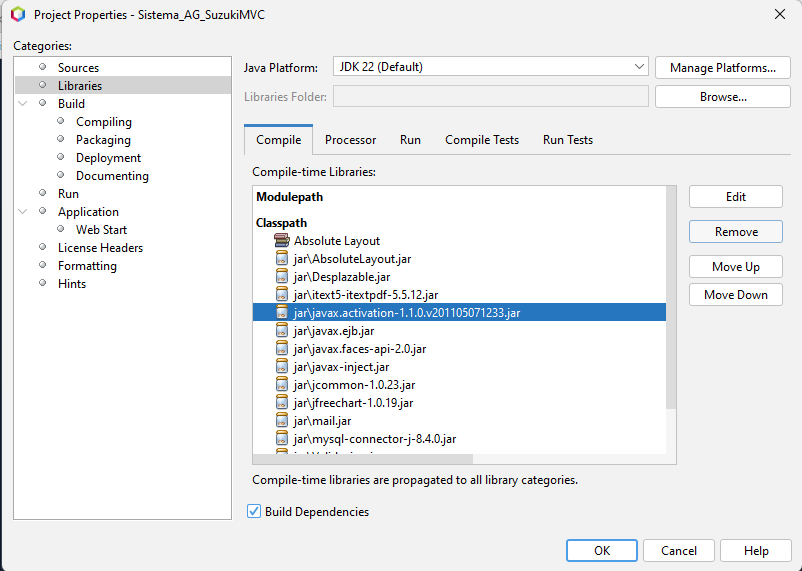 Project Properties - Sistema_AG_SuzukiMVC
Categories:
Sources
Libraries
Build
Compiling
Packaging
Deployment
Documenting
Run
Application
Web Start
License Headers
Formatting
Hints
Java Platform:
JDK 22 (Default)
Manage Platforms...
Libraries Folder:
Browse...
Compile
Processor
Run
Compile Tests
Run Tests
Compile-time Libraries:
Modulepath
Classpath
Absolute Layout
jar\AbsoluteLayout.jar
jar\Desplazable.jar
jar\itext5-itextpdf-5.5.12.jar
jar\javax.activation-1.1.0.v201105071233.jar
jar\javax.ejb.jar
jar\javax.faces-api-2.0.jar
jar\javax-inject.jar
jar\jcommon-1.0.23.jar
jar\jfreechart-1.0.19.jar
jar\mail.jar
jar\mysql-connector-j-8.4.0.jar
Edit
Remove
Move Up
Move Down
Compile-time libraries are propagated to all library categories.
Build Dependencies
OK
Cancel
Help